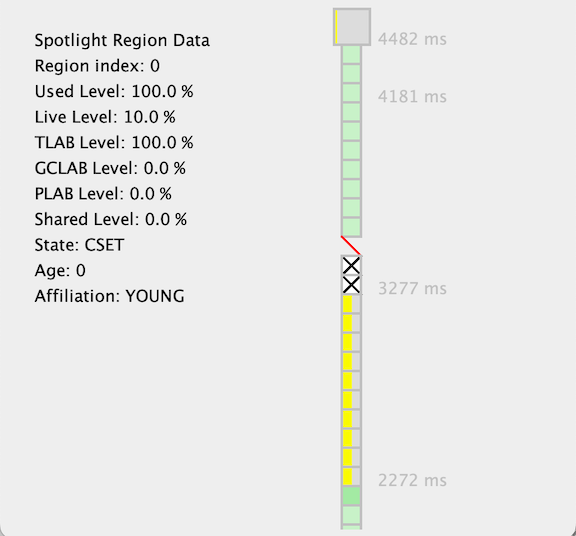 Spotlight Region Data
Region index: 0
Used Level: 100.0 %
Live Level: 10.0 %
TLAB Level: 100.0 %
GCLAB Level: 0.0 %
PLAB Level: 0.0 %
Shared Level: 0.0 %
State: CSET
Age: 0
Affiliation: YOUNG
4482 ms
4181 ms
3277 ms
2272 ms